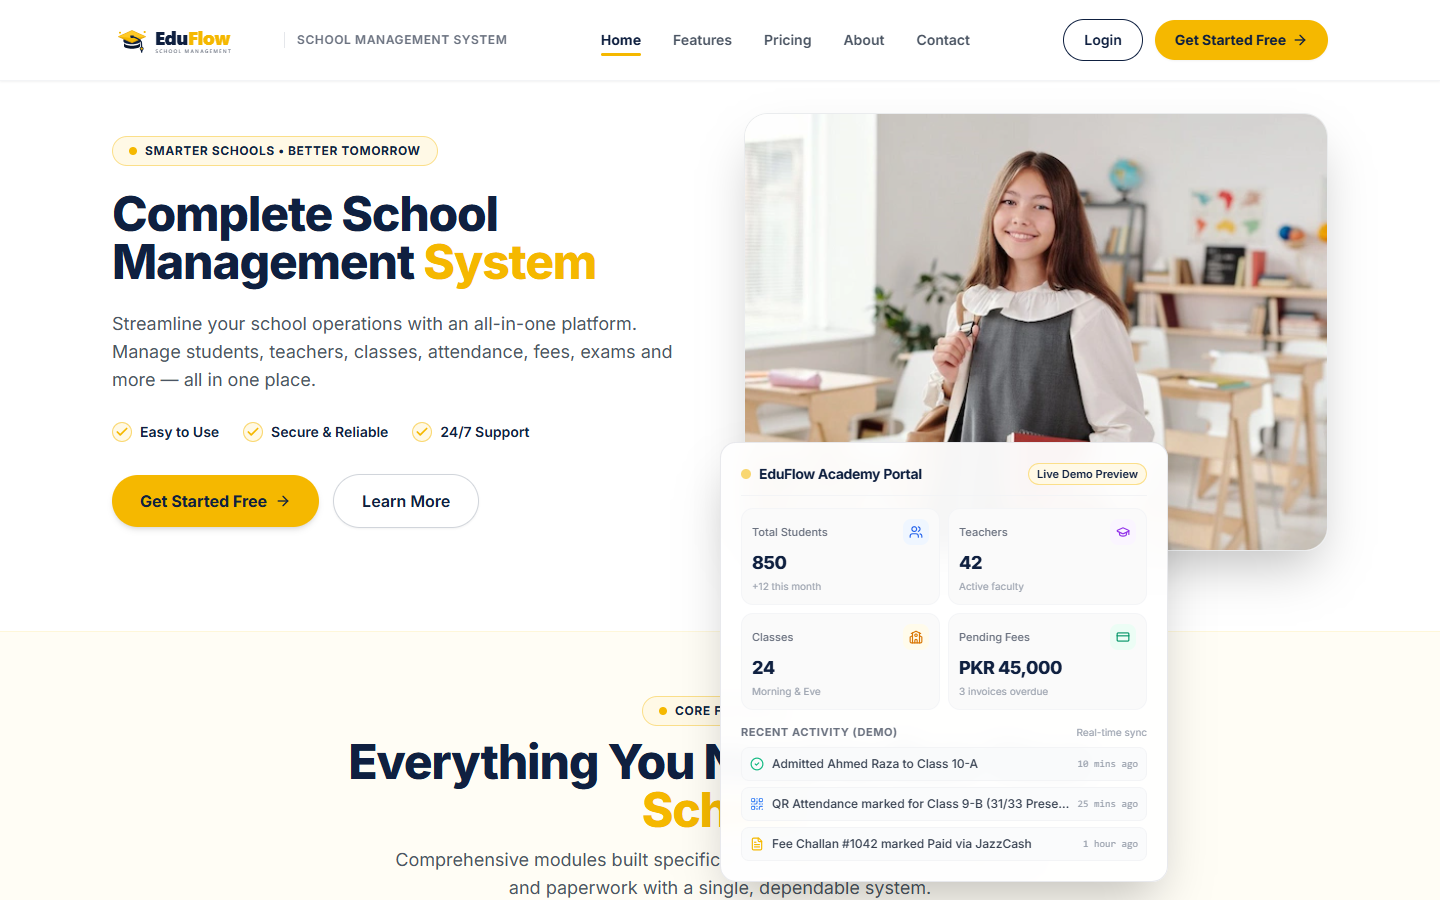 EduFlow
SCHOOL MANAGEMENT
SCHOOL MANAGEMENT SYSTEM
Home
Features
Pricing
About
Contact
Login
Get Started Free
SMARTER SCHOOLS • BETTER TOMORROW
Complete School
Management System
Streamline your school operations with an all-in-one platform.
Manage students, teachers, classes, attendance, fees, exams and
more — all in one place.
Easy to Use
Secure & Reliable
24/7 Support
Get Started Free
Learn More
EduFlow Academy Portal
Live Demo Preview
Total Students
850
+12 this month
Teachers
42
Active faculty
Classes
24
Morning & Eve
Pending Fees
PKR 45,000
3 invoices overdue
RECENT ACTIVITY (DEMO)
Real-time sync
Admitted Ahmed Raza to Class 10-A
10 mins ago
QR Attendance marked for Class 9-B (31/33 Prese...
25 mins ago
Fee Challan #1042 marked Paid via JazzCash
1 hour ago
CORE
Everything You
Sch
Comprehensive modules built specific
and paperwork with a single, dependable system.